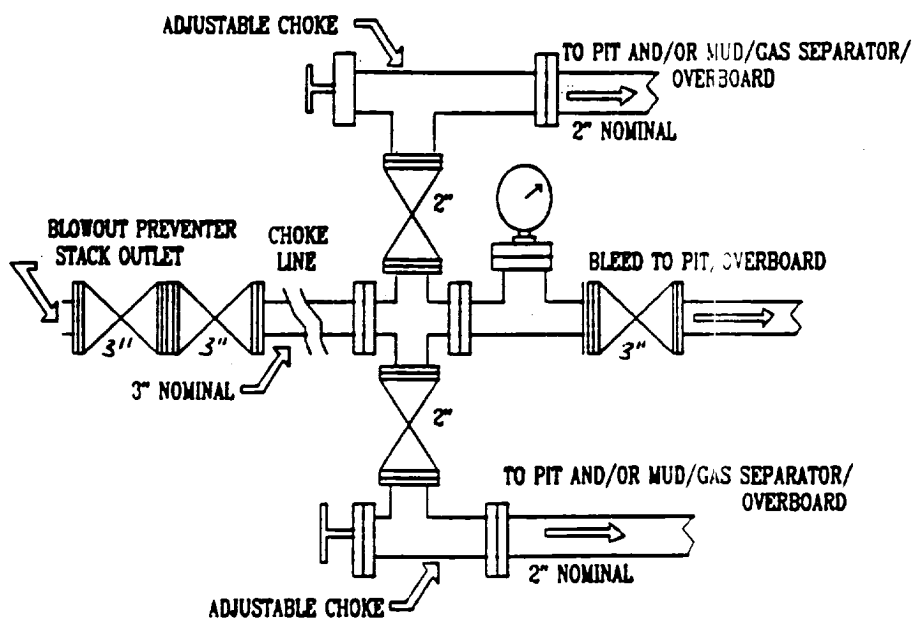 ADJUSTABLE CHOKE
TO PIT AND/OR MUD/GAS SEPARATOR/
OVERBOARD
2" NOMINAL
2"
BLOWOUT PREVENTER
STACK OUTLET
CHOKE
LINE
BLEED TO PIT, OVERBOARD
3"
3"
3"
3" NOMINAL
2"
TO PIT AND/OR MUD/GAS SEPARATOR/
OVERBOARD
2" NOMINAL
ADJUSTABLE CHOKE